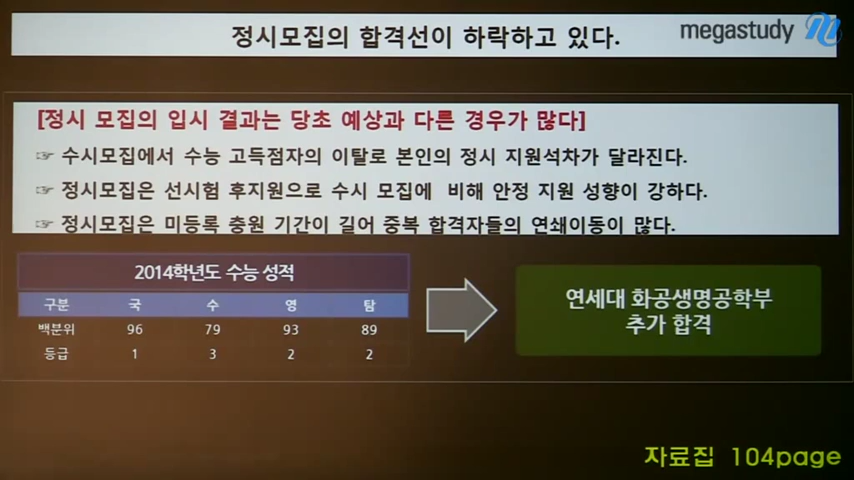 정시모집의 합격선이 하락하고 있다.
megastudy
[정시 모집의 입시 결과는 당초 예상과 다른 경우가 많다]
☞ 수시모집에서 수능 고득점자의 이탈로 본인의 정시 지원석차가 달라진다.
☞ 정시모집은 선시험 후지원으로 수시 모집에 비해 안정 지원 성향이 강하다.
☞ 정시모집은 미등록 충원 기간이 길어 중복 합격자들의 연쇄이동이 많다.
2014학년도 수능 성적
구분 국 수 영 탐
백분위 96 79 93 89
등급 1 3 2 2
연세대 화공생명공학부
추가 합격
자료집 104page